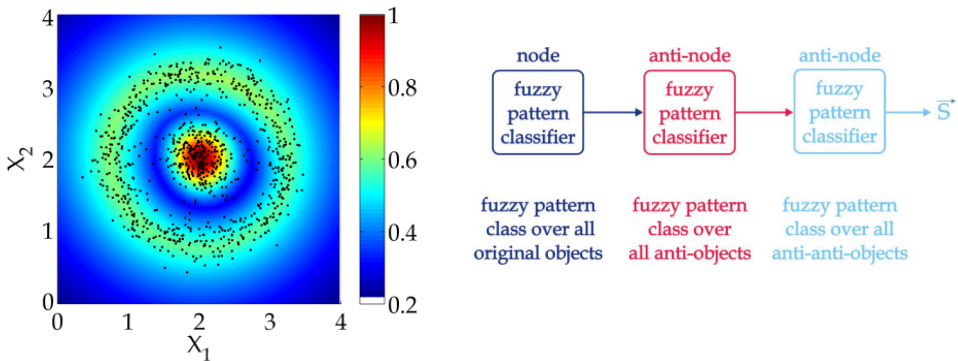 4
3
2
1
0
X2
0
1
2
3
4
X1
1
0.8
0.6
0.4
0.2
node
anti-node
anti-node
fuzzy
pattern
classifier
fuzzy
pattern
classifier
fuzzy
pattern
classifier
S
fuzzy pattern
class over all
original objects
fuzzy pattern
class over
all anti-objects
fuzzy pattern
class over all
anti-anti-objects